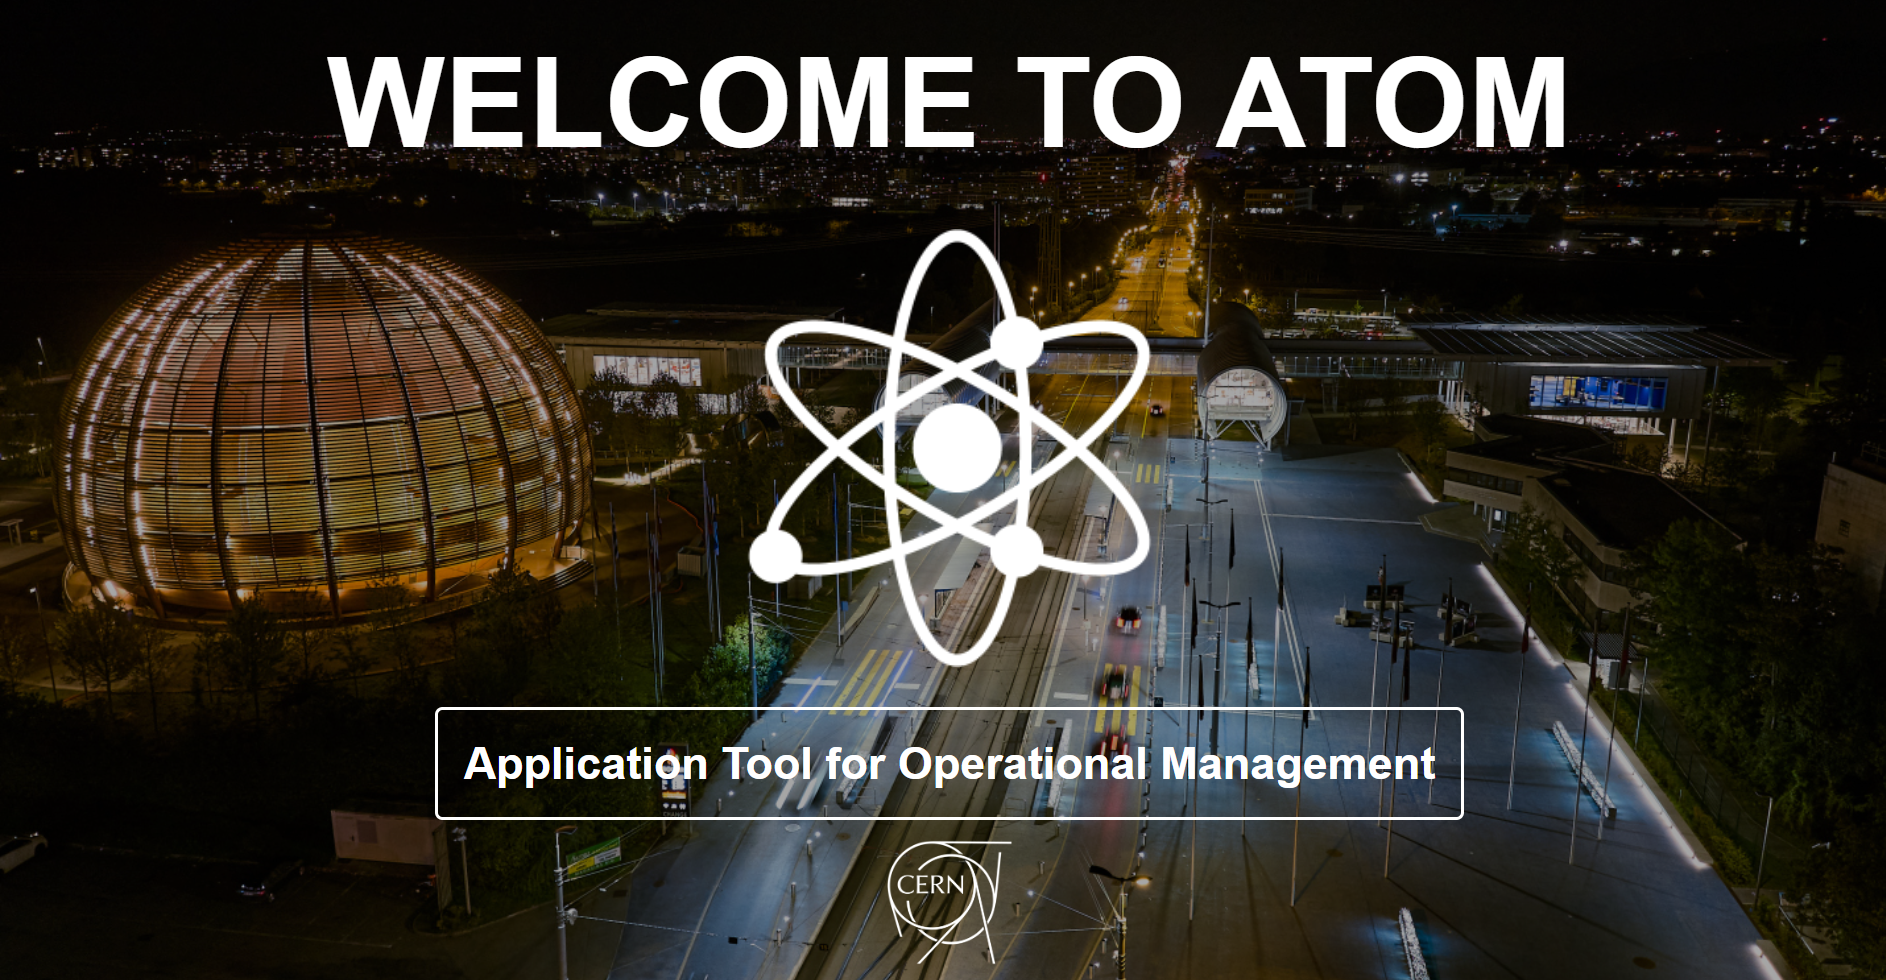 WELCOME TO ATOM
Application Tool for Operational Management
CERN